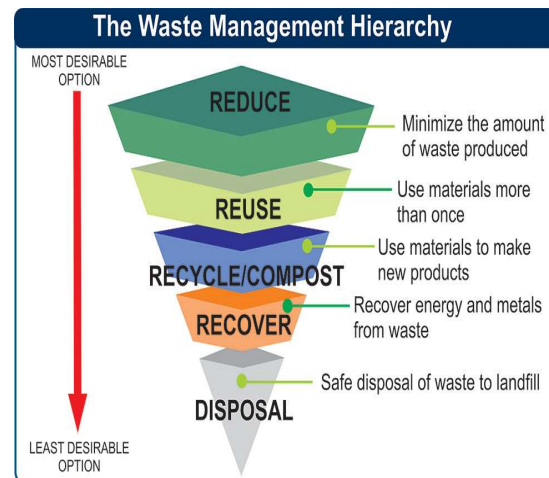 The Waste Management Hierarchy
MOST DESIRABLE
OPTION
REDUCE
Minimize the amount
of waste produced
REUSE
Use materials more
than once
RECYCLE/COMPOST
Use materials to make
new products
RECOVER
Recover energy and metals
from waste
DISPOSAL
Safe disposal of waste to landfill
LEAST DESIRABLE
OPTION